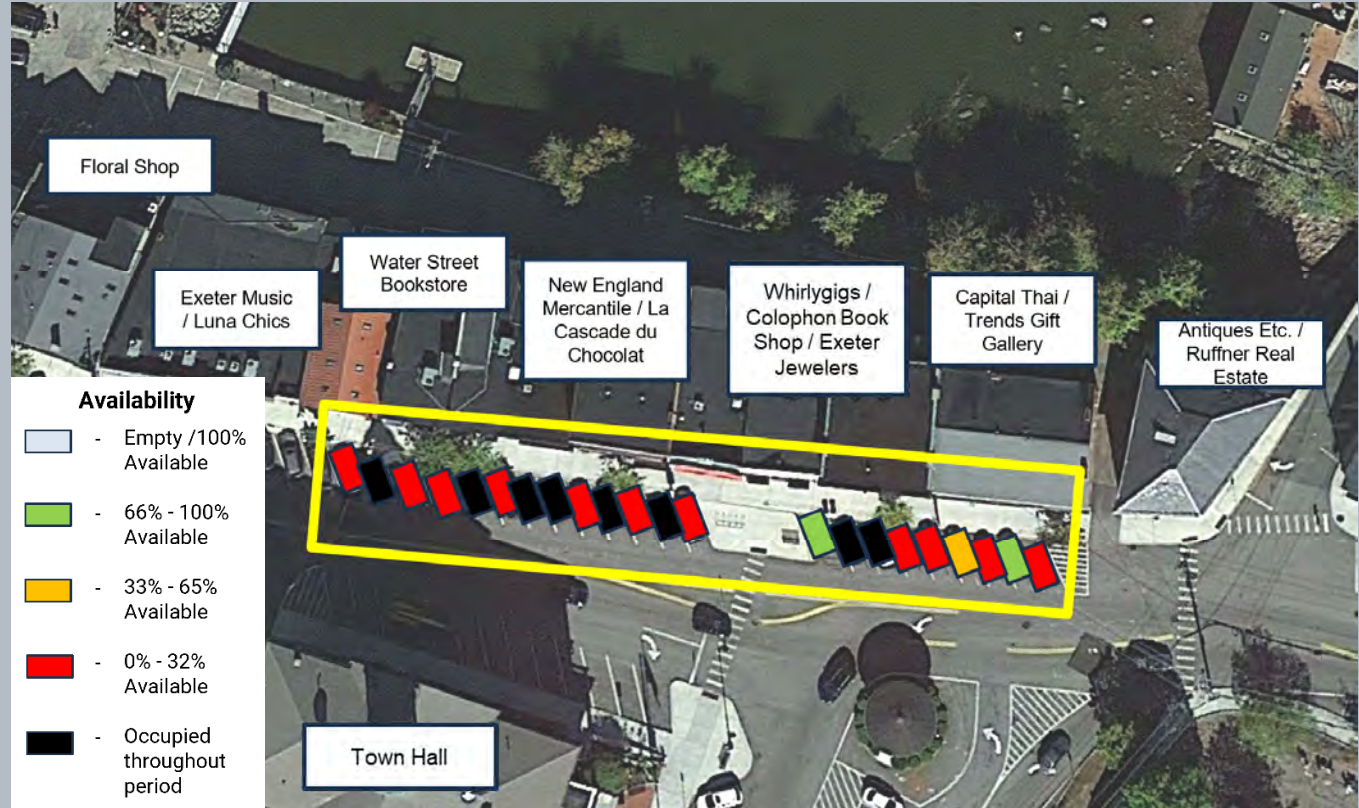 Floral Shop
Exeter Music
/ Luna Chics
Water Street
Bookstore
New England
Mercantile / La
Cascade du
Chocolat
Whirlygigs /
Colophon Book
Shop / Exeter
Jewelers
Capital Thai /
Trends Gift
Gallery
Antiques Etc. /
Ruffner Real
Estate
Availability
- Empty /100%
Available
- 66% - 100%
Available
- 33% - 65%
Available
- 0% - 32%
Available
- Occupied
throughout
period
Town Hall